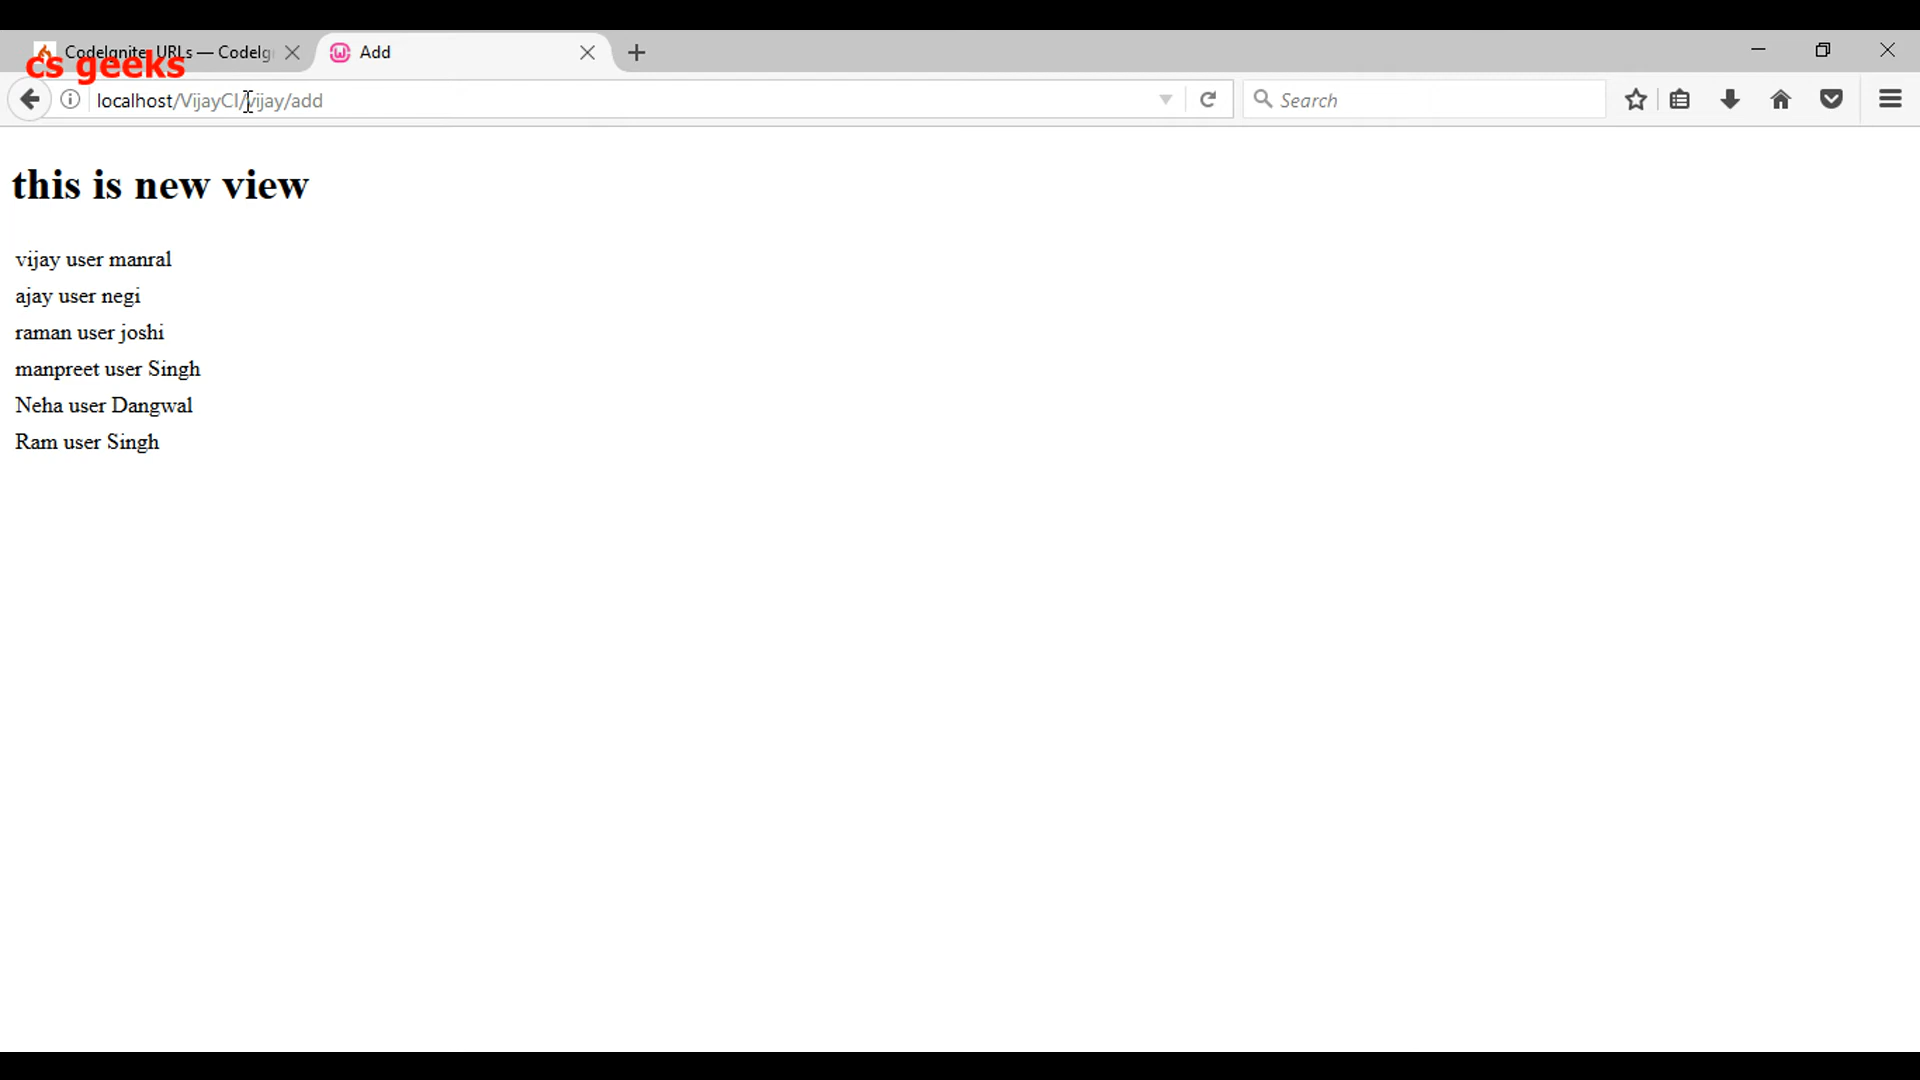 CodeIgniter URLs — CodeIg
Add
cs geeks
localhost/VijayCI/vijay/add
Search
this is new view
vijay user manral
ajay user negi
raman user joshi
manpreet user Singh
Neha user Dangwal
Ram user Singh